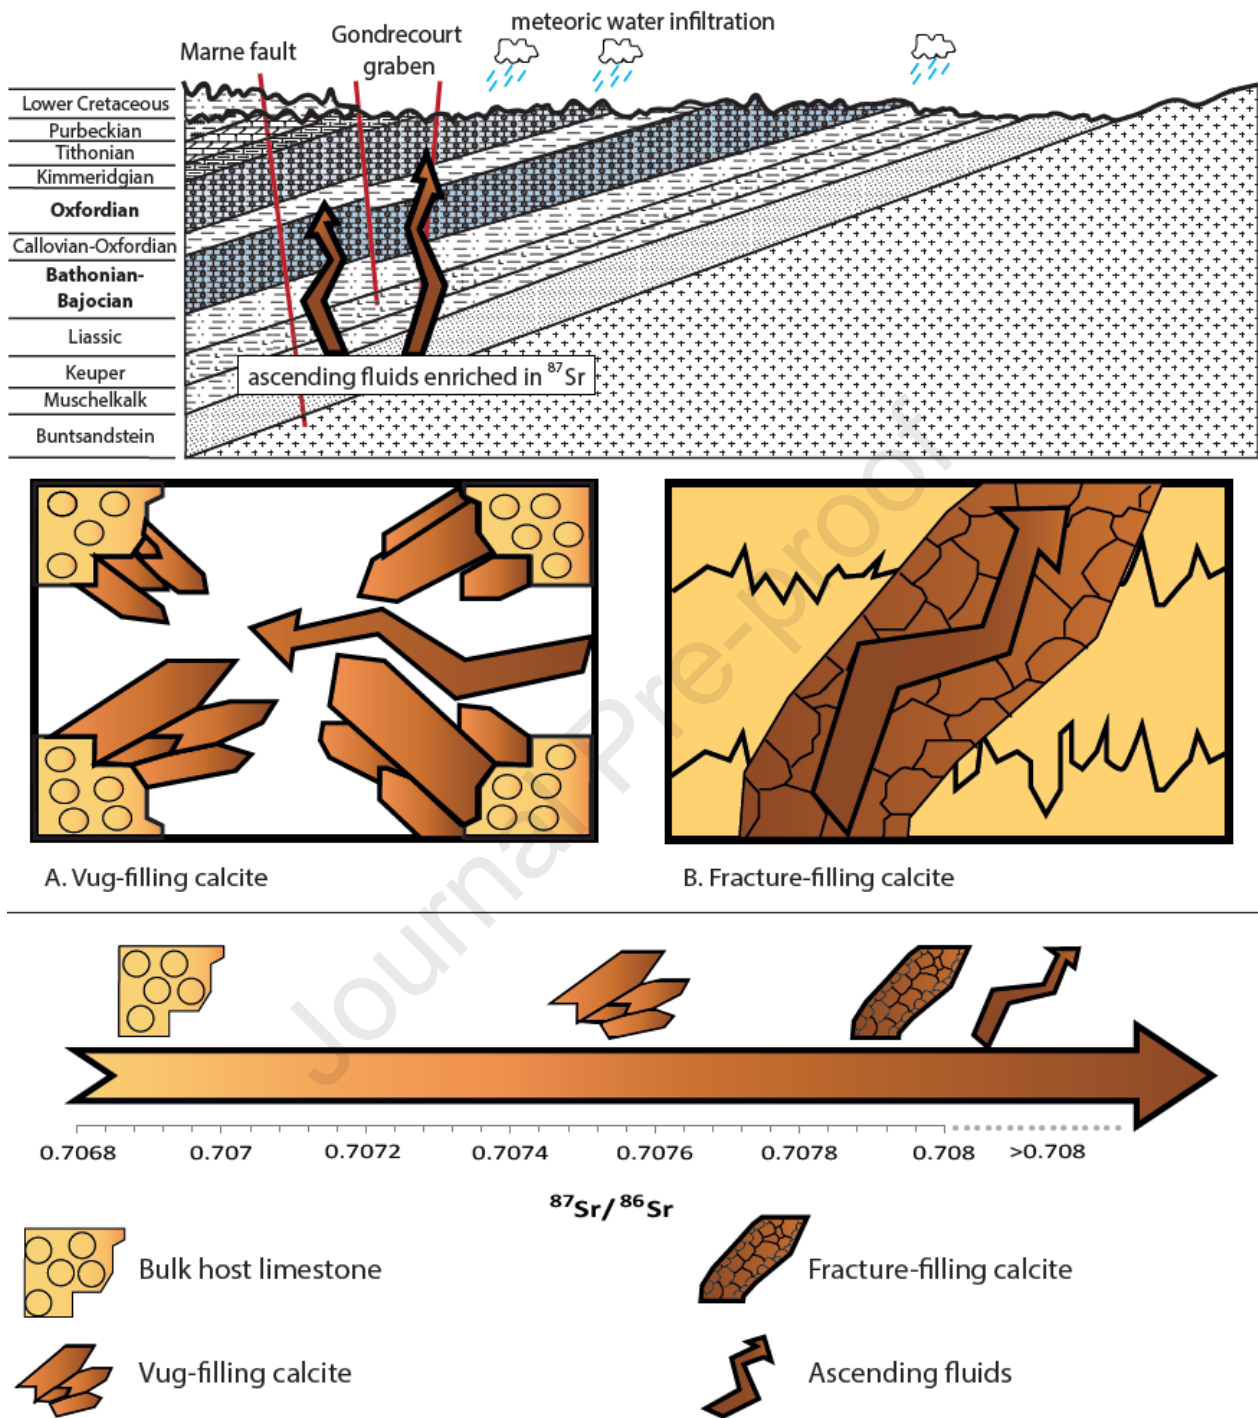 meteoric water infiltration
Marne fault
Gondrecourt
graben
Lower Cretaceous
Purbeckian
Tithonian
Kimmeridgian
Oxfordian
Callovian-Oxfordian
Bathonian-
Bajocian
Liassic
Keuper
Muschelkalk
Buntsandstein
ascending fluids enriched in ⁸⁷Sr
A. Vug-filling calcite
B. Fracture-filling calcite
Journal Pre-proof
0.7068 0.707 0.7072 0.7074 0.7076 0.7078 0.708 >0.708
⁸⁷Sr/⁸⁶Sr
Bulk host limestone
Fracture-filling calcite
Vug-filling calcite
Ascending fluids